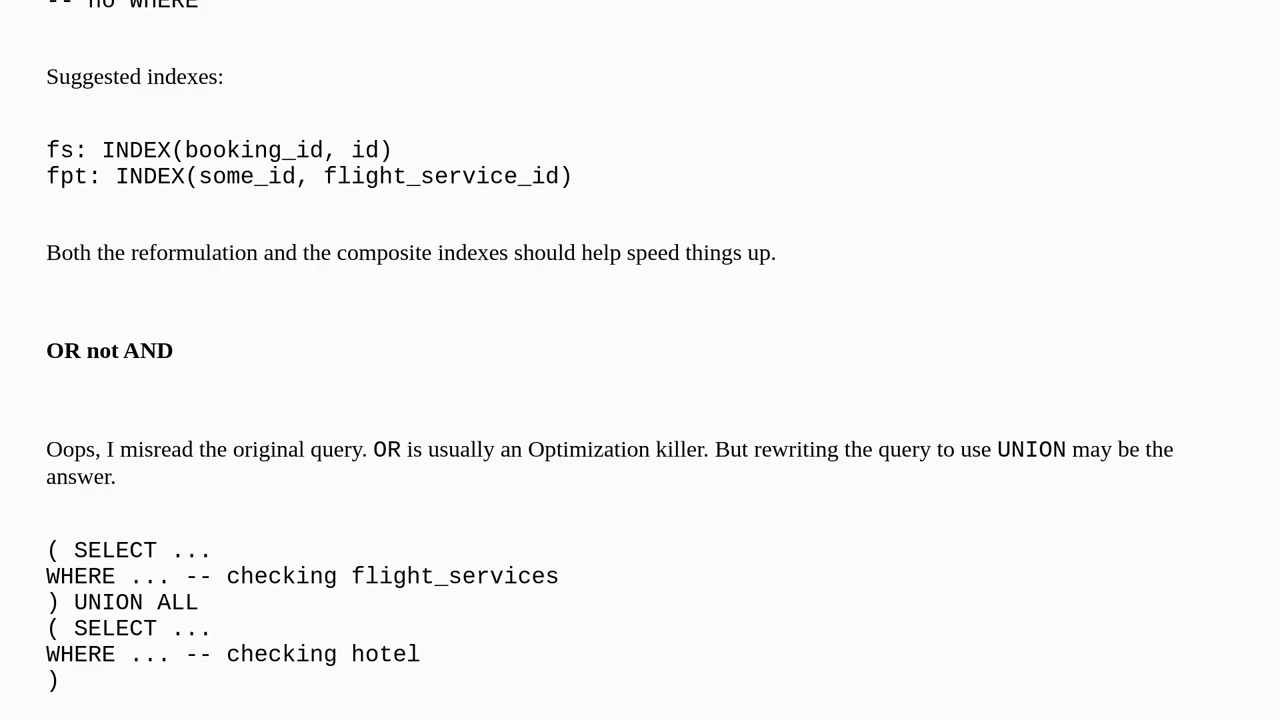 -- no WHERE
Suggested indexes:
fs: INDEX(booking_id, id)
fpt: INDEX(some_id, flight_service_id)
Both the reformulation and the composite indexes should help speed things up.
OR not AND
Oops, I misread the original query. OR is usually an Optimization killer. But rewriting the query to use UNION may be the
answer.
( SELECT ...
WHERE ... -- checking flight_services
) UNION ALL
( SELECT ...
WHERE ... -- checking hotel
)